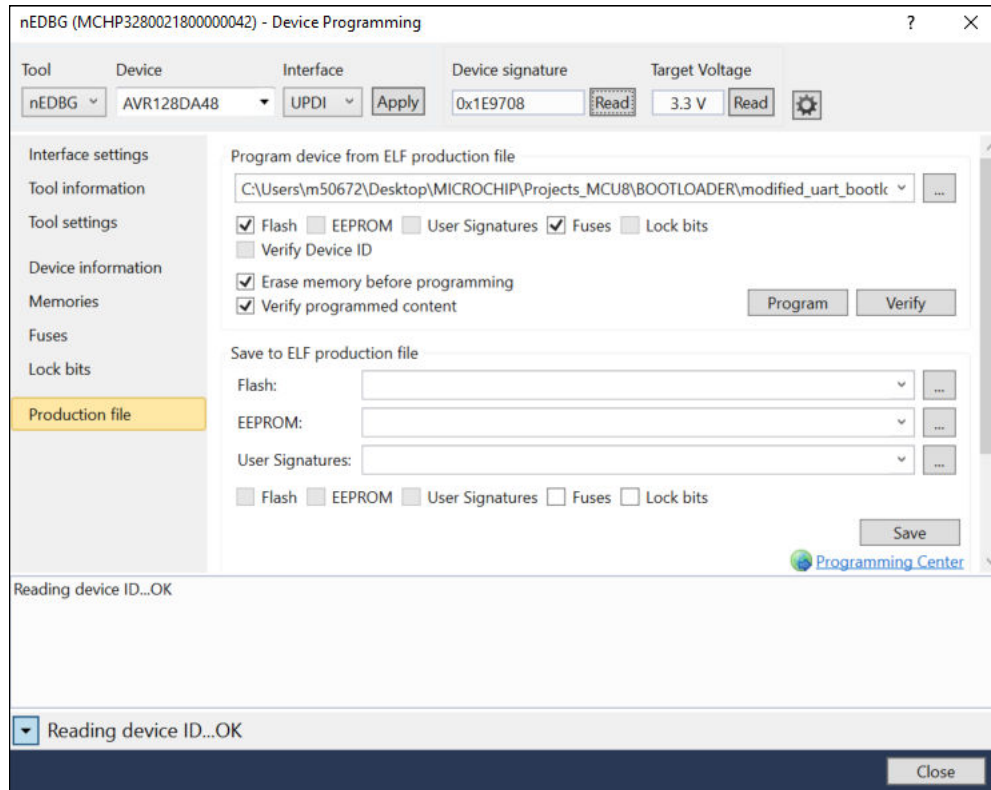 nEDBG (MCHP3280021800000042) - Device Programming ? ×
Tool Device Interface Device signature Target Voltage
nEDBG AVR128DA48 UPDI Apply 0x1E9708 Read 3.3 V Read
Interface settings
Tool information
Tool settings
Device information
Memories
Fuses
Lock bits
Production file
Program device from ELF production file
C:\Users\m50672\Desktop\MICROCHIP\Projects_MCU8\BOOTLOADER\modified_uart_bootlc ...
Flash EEPROM User Signatures Fuses Lock bits
Verify Device ID
Erase memory before programming
Verify programmed content Program Verify
Save to ELF production file
Flash: ...
EEPROM: ...
User Signatures: ...
Flash EEPROM User Signatures Fuses Lock bits
Save
Programming Center
Reading device ID...OK
Reading device ID...OK
Close